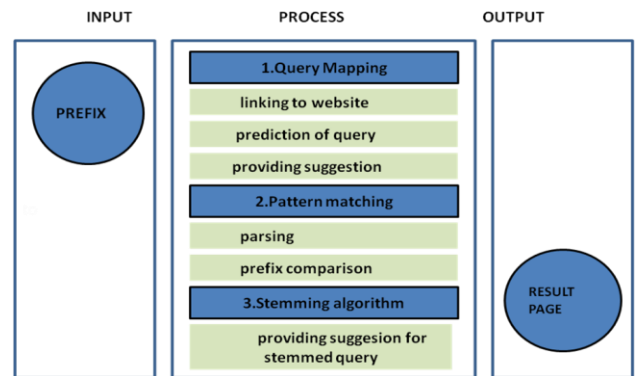 INPUT PROCESS OUTPUT
PREFIX
1.Query Mapping
linking to website
prediction of query
providing suggestion
2.Pattern matching
parsing
prefix comparison
3.Stemming algorithm
providing suggesion for
stemmed query
RESULT
PAGE